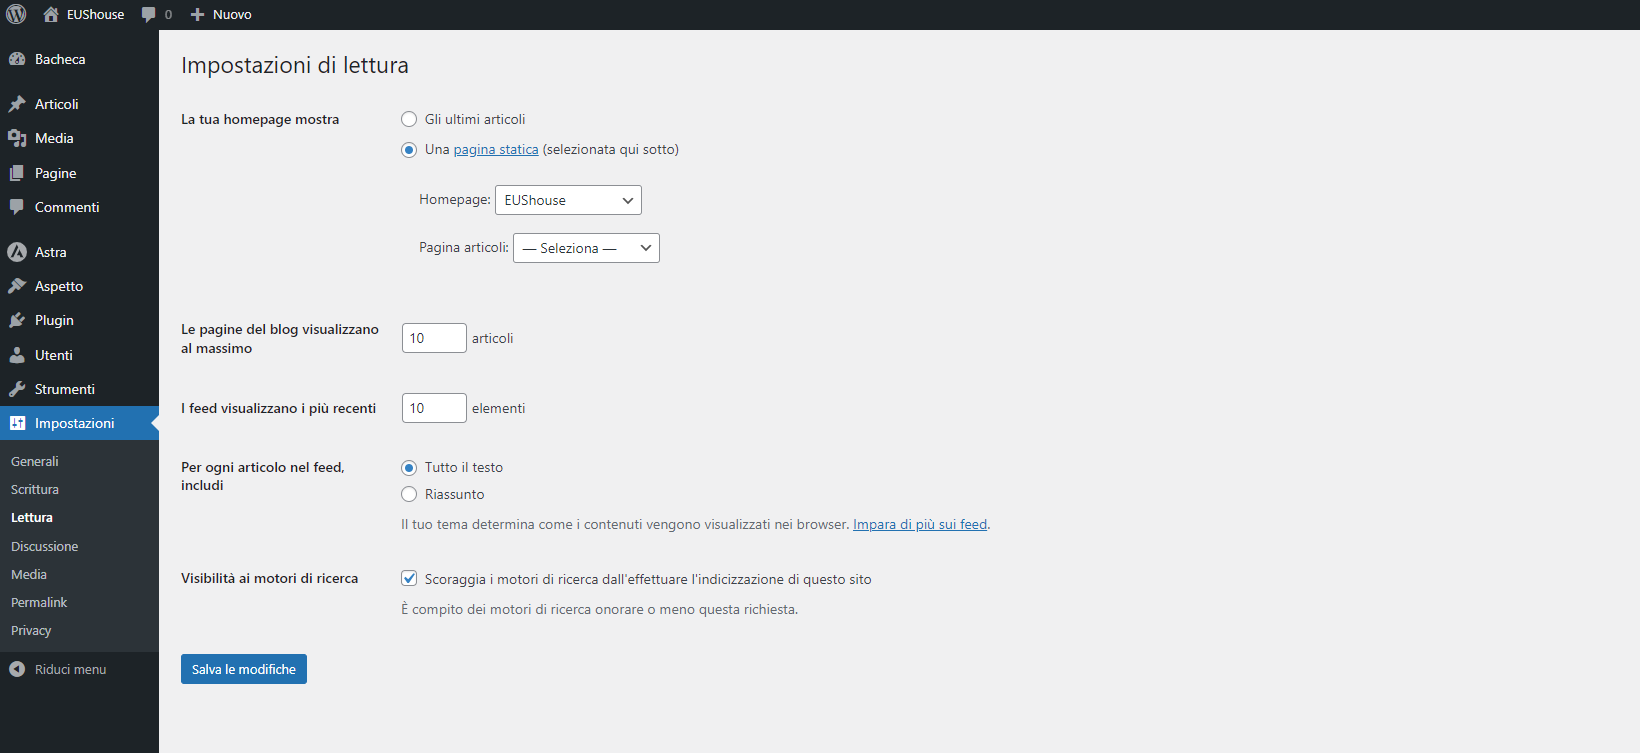 EUShouse 0 Nuovo
Bacheca
Articoli
Media
Pagine
Commenti
Astra
Aspetto
Plugin
Utenti
Strumenti
Impostazioni
Generali
Scrittura
Lettura
Discussione
Media
Permalink
Privacy
Riduci menu
Impostazioni di lettura
La tua homepage mostra
Gli ultimi articoli
Una pagina statica (selezionata qui sotto)
Homepage: EUShouse
Pagina articoli: — Seleziona —
Le pagine del blog visualizzano
al massimo
10 articoli
I feed visualizzano i più recenti
10 elementi
Per ogni articolo nel feed,
includi
Tutto il testo
Riassunto
Il tuo tema determina come i contenuti vengono visualizzati nei browser. Impara di più sui feed.
Visibilità ai motori di ricerca
Scoraggia i motori di ricerca dall'effettuare l'indicizzazione di questo sito
È compito dei motori di ricerca onorare o meno questa richiesta.
Salva le modifiche